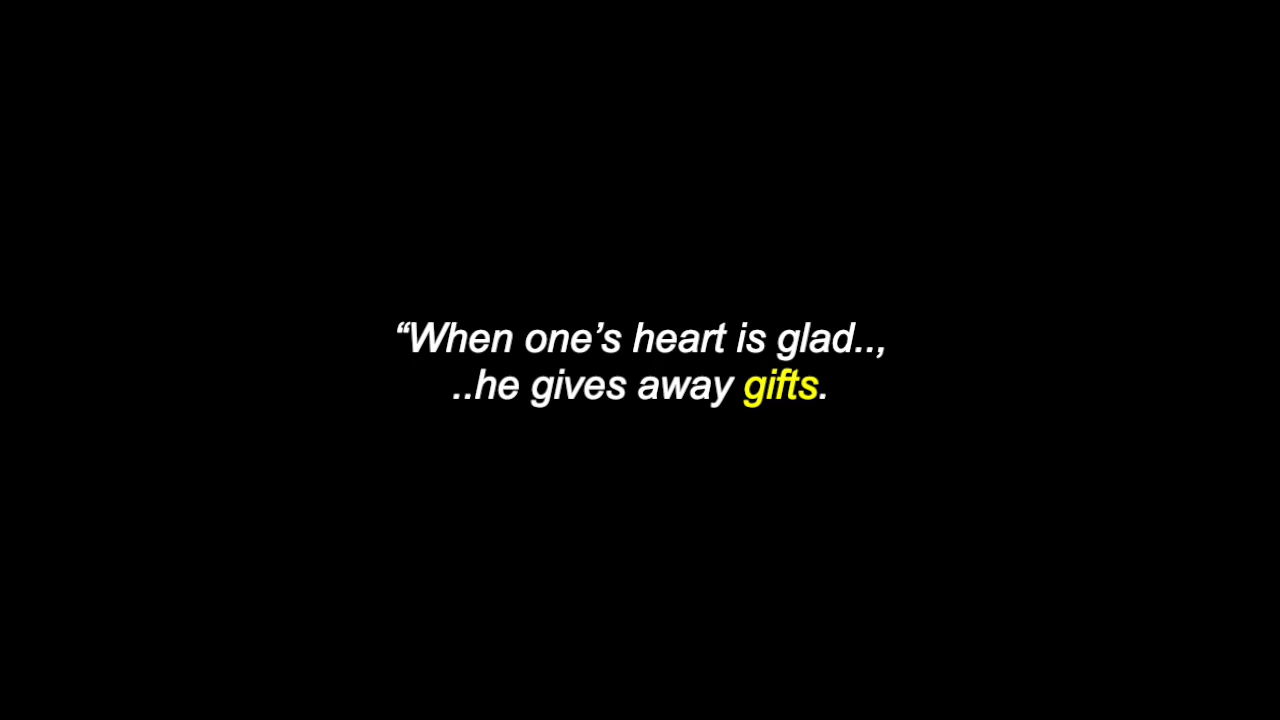 “When one’s heart is glad..,
..he gives away gifts.